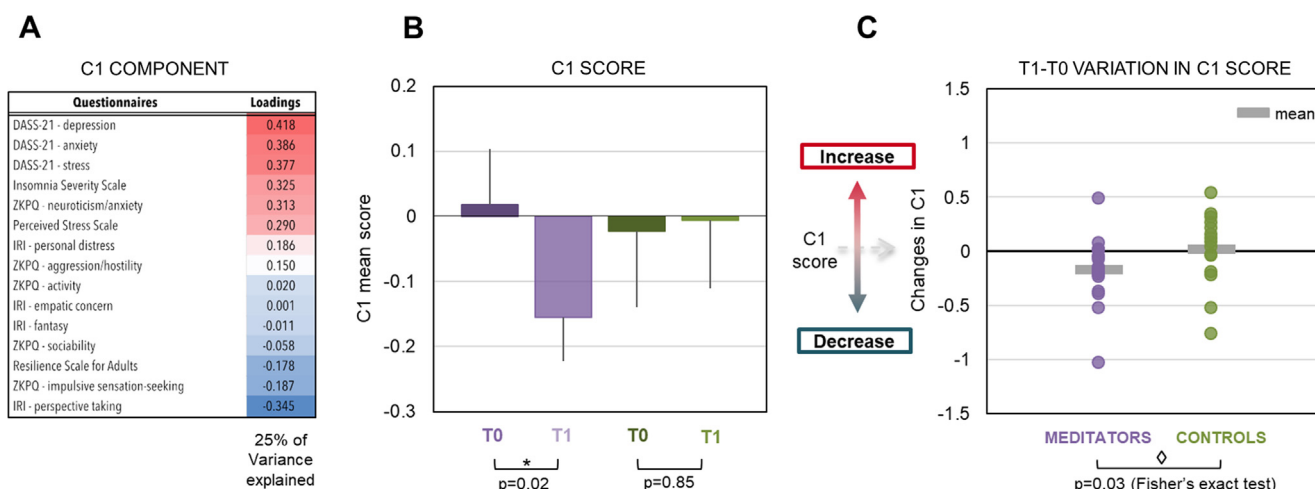 A
C1 COMPONENT
Questionnaires Loadings
DASS-21 - depression 0.418
DASS-21 - anxiety 0.386
DASS-21 - stress 0.377
Insomnia Severity Scale 0.325
ZKPQ - neuroticism/anxiety 0.313
Perceived Stress Scale 0.290
IRI - personal distress 0.186
ZKPQ - aggression/hostility 0.150
ZKPQ - activity 0.020
IRI - empatic concern 0.001
IRI - fantasy -0.011
ZKPQ - sociability -0.058
Resilience Scale for Adults -0.178
ZKPQ - impulsive sensation-seeking -0.187
IRI - perspective taking -0.345
25% of
Variance
explained
B
C1 SCORE
C1 mean score
0.2
0.1
0
-0.1
-0.2
-0.3
T0 T1 T0 T1
*
p=0.02 p=0.85
Increase
C1
score
Decrease
C
T1-T0 VARIATION IN C1 SCORE
mean
Changes in C1
1.5
1
0.5
0
-0.5
-1
-1.5
MEDITATORS CONTROLS
◊
p=0.03 (Fisher's exact test)